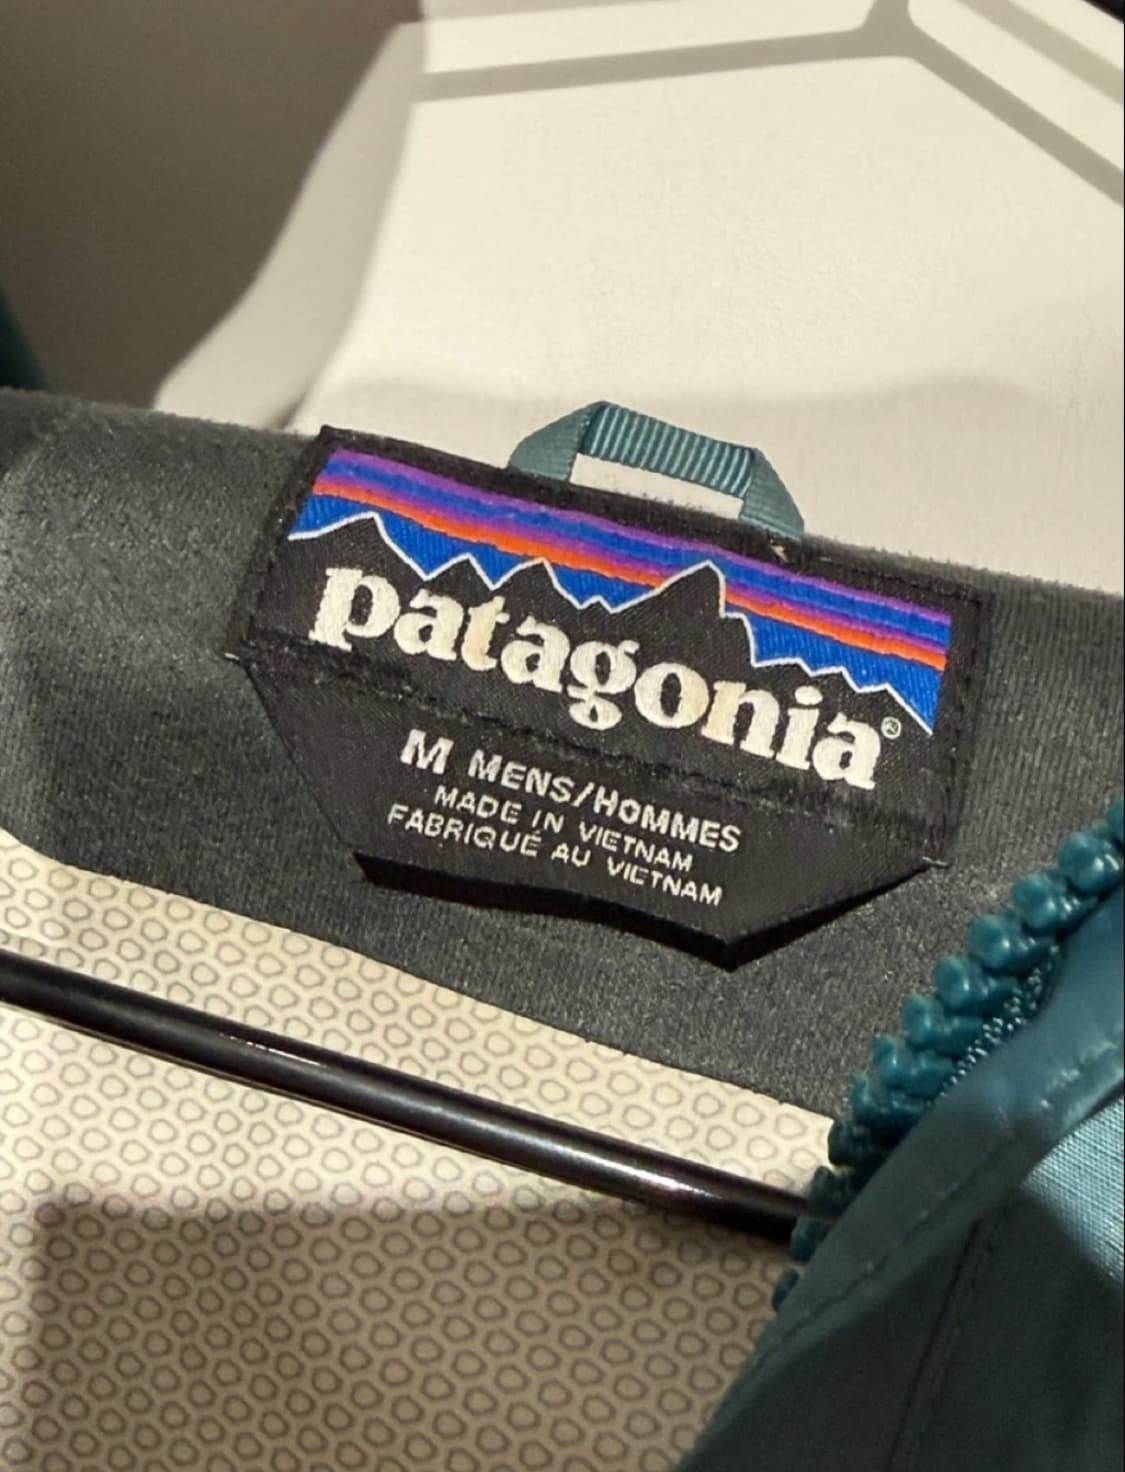 patagonia®
M MENS/HOMMES
MADE IN VIETNAM
FABRIQUÉ AU VIETNAM